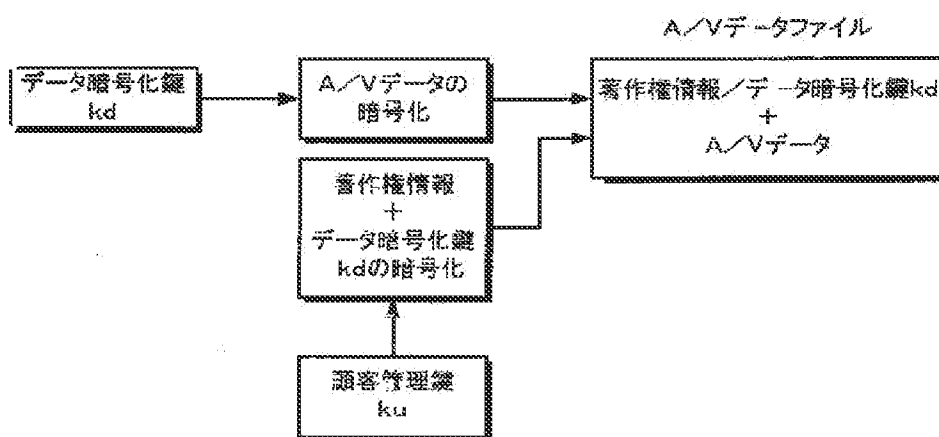 A／Vデータファイル
データ暗号化鍵
kd
A／Vデータの
暗号化
著作権情報／データ暗号化鍵kd
+
A／Vデータ
著作権情報
+
データ暗号化鍵
kdの暗号化
顧客管理鍵
ku